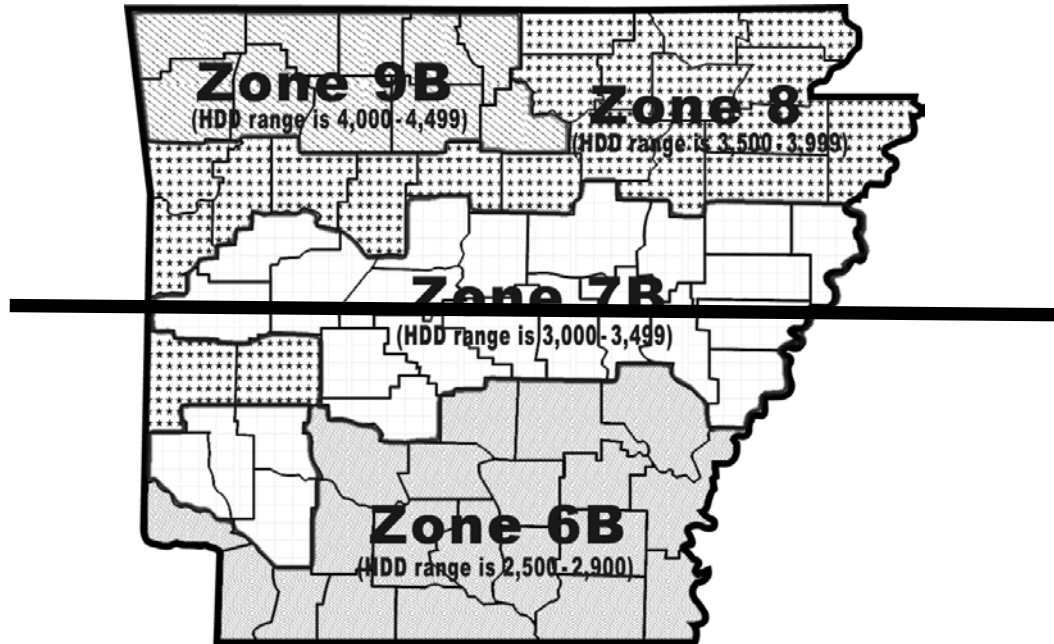 Zone 9B
(HDD range is 4,000-4,499)
Zone 8
(HDD range is 3,500-3,999)
Zone 7B
(HDD range is 3,000-3,499)
Zone 6B
(HDD range is 2,500-2,900)